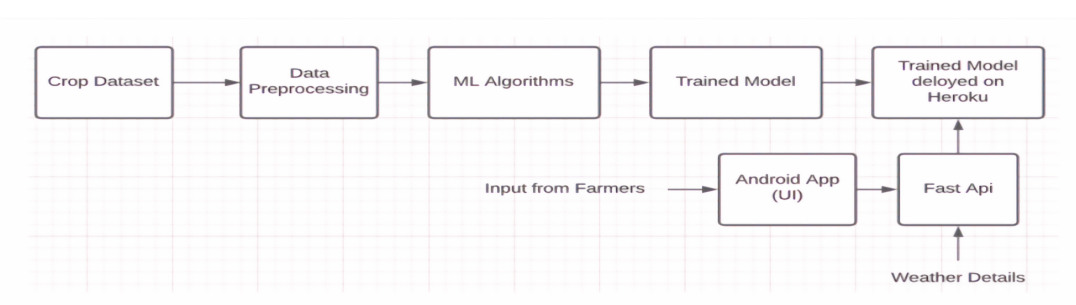 Crop Dataset
Data
Preprocessing
ML Algorithms
Trained Model
Trained Model
deloyed on
Heroku
Input from Farmers
Android App
(UI)
Fast Api
Weather Details